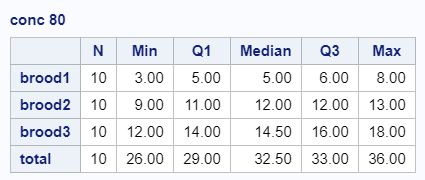 conc 80
N Min Q1 Median Q3 Max
brood1 10 3.00 5.00 5.00 6.00 8.00
brood2 10 9.00 11.00 12.00 12.00 13.00
brood3 10 12.00 14.00 14.50 16.00 18.00
total 10 26.00 29.00 32.50 33.00 36.00